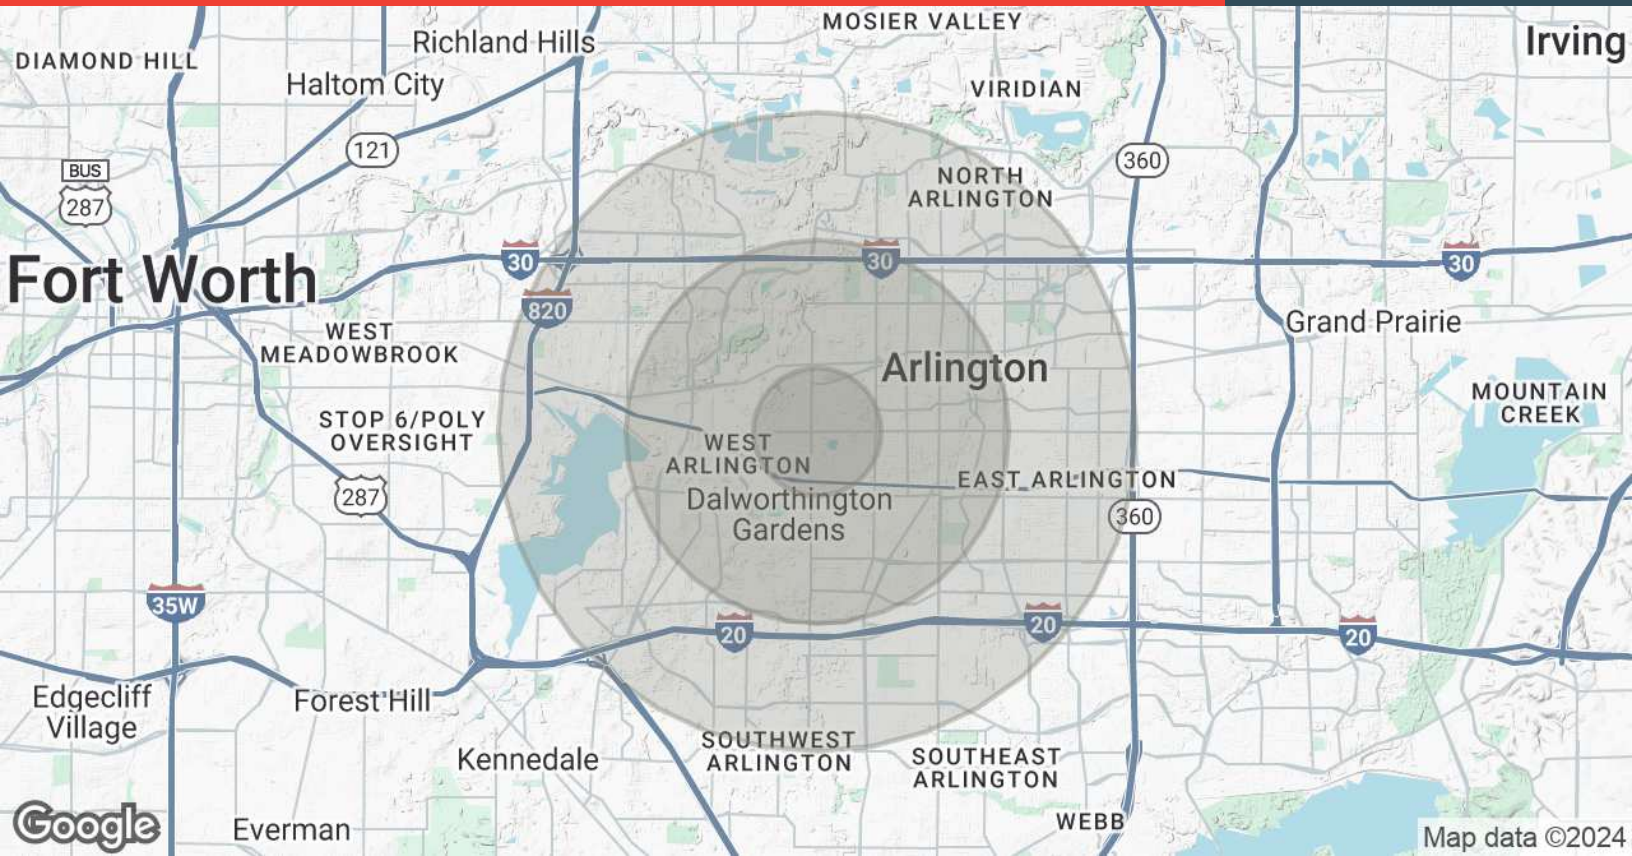 MOSIER VALLEY
Richland Hills
Irving
DIAMOND HILL
Haltom City
VIRIDIAN
121
360
BUS
287
NORTH
ARLINGTON
30
30
30
Fort Worth
820
WEST
MEADOWBROOK
Grand Prairie
Arlington
MOUNTAIN
CREEK
STOP 6/POLY
OVERSIGHT
WEST
ARLINGTON
EAST ARLINGTON
287
Dalworthington
Gardens
360
35W
20
20
20
Edgecliff
Village
Forest Hill
Kennedale
SOUTHWEST
ARLINGTON
SOUTHEAST
ARLINGTON
Google
Everman
WEBB
Map data ©2024